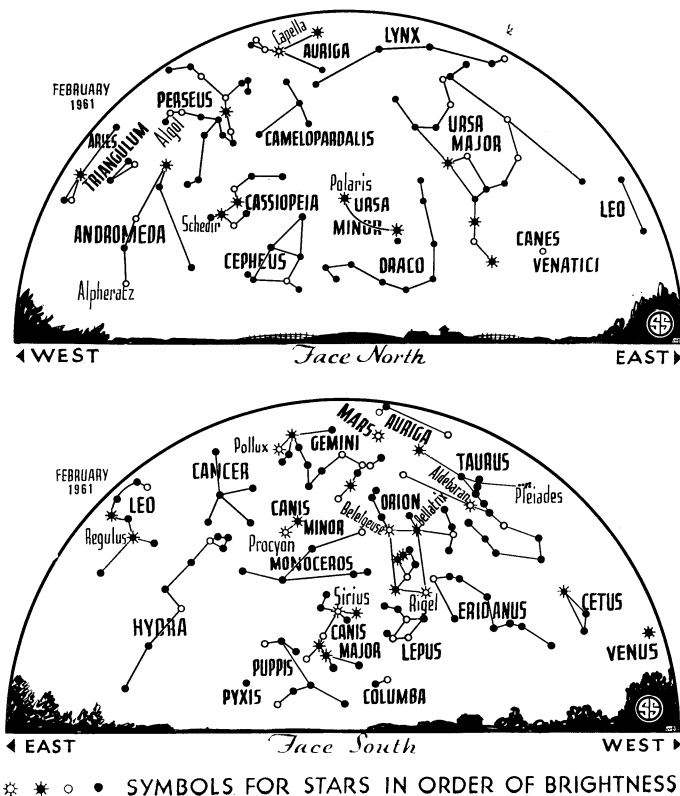 Capella
AURIGA
LYNX
FEBRUARY
1961
PERSEUS
Algol
ARIES
TRIANGULUM
CAMELOPARDALIS
URSA
MAJOR
Polaris
URSA
MINOR
CASSIOPEIA
Schedir
LEO
ANDROMEDA
CEPHEUS
DRACO
CANES
VENATICI
Alpheratz
SS
WEST
Face North
EAST
MARS
AURIGA
Pollux
GEMINI
TAURUS
FEBRUARY
1961
CANCER
Aldebaran
Pleiades
LEO
CANIS
MINOR
ORION
Betelgeuse
Bellatrix
Regulus
Procyon
MONOCEROS
Sirius
Rigel
ERIDANUS
CETUS
HYDRA
CANIS
MAJOR
LEPUS
VENUS
PUPPIS
PYXIS
COLUMBA
SS
EAST
Face South
WEST
SYMBOLS FOR STARS IN ORDER OF BRIGHTNESS